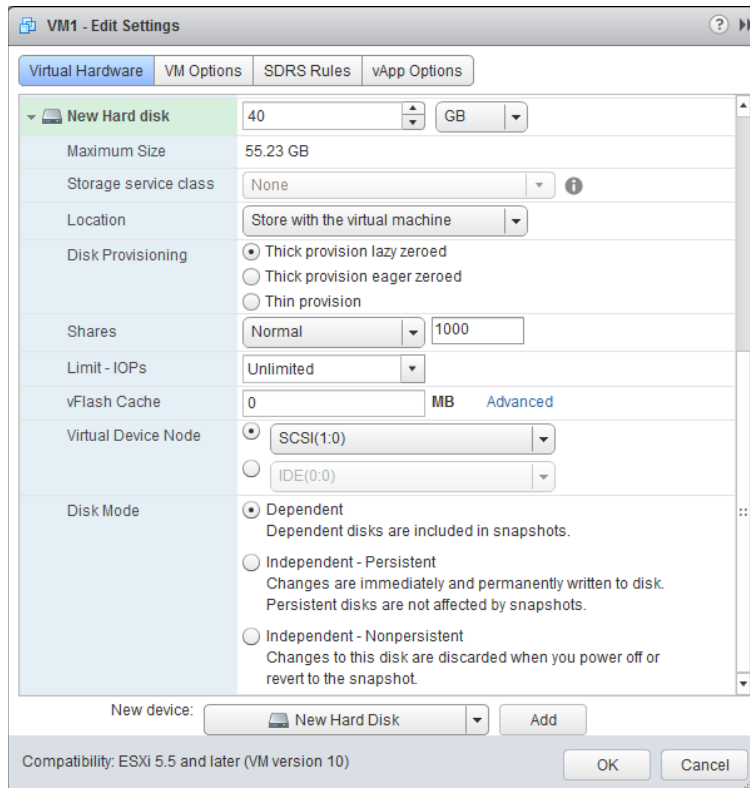 VM1 - Edit Settings
?
Virtual Hardware VM Options SDRS Rules vApp Options
New Hard disk 40 GB
Maximum Size 55.23 GB
Storage service class None
Location Store with the virtual machine
Disk Provisioning Thick provision lazy zeroed
Thick provision eager zeroed
Thin provision
Shares Normal 1000
Limit - IOPs Unlimited
vFlash Cache 0 MB Advanced
Virtual Device Node SCSI(1:0)
IDE(0:0)
Disk Mode Dependent
Dependent disks are included in snapshots.
Independent - Persistent
Changes are immediately and permanently written to disk.
Persistent disks are not affected by snapshots.
Independent - Nonpersistent
Changes to this disk are discarded when you power off or
revert to the snapshot.
New device: New Hard Disk Add
Compatibility: ESXi 5.5 and later (VM version 10) OK Cancel